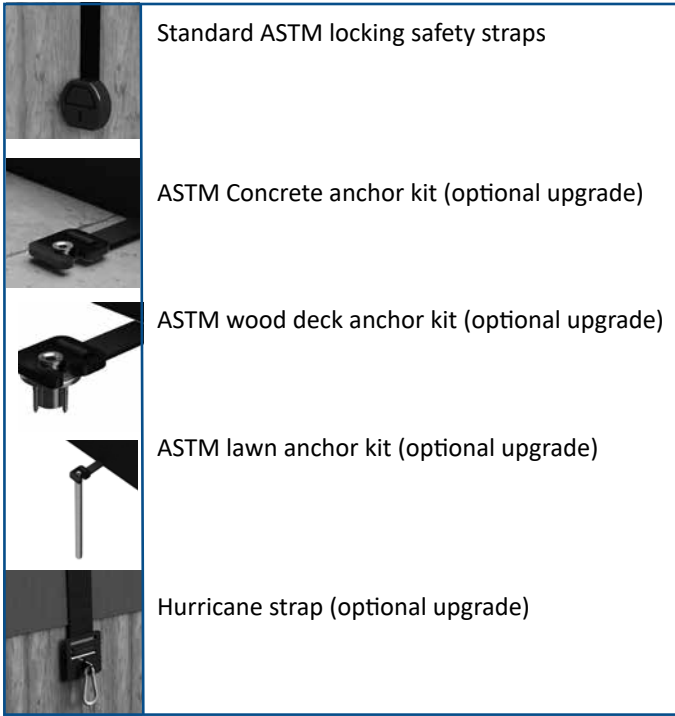 Standard ASTM locking safety straps
ASTM Concrete anchor kit (optional upgrade)
ASTM wood deck anchor kit (optional upgrade)
ASTM lawn anchor kit (optional upgrade)
Hurricane strap (optional upgrade)